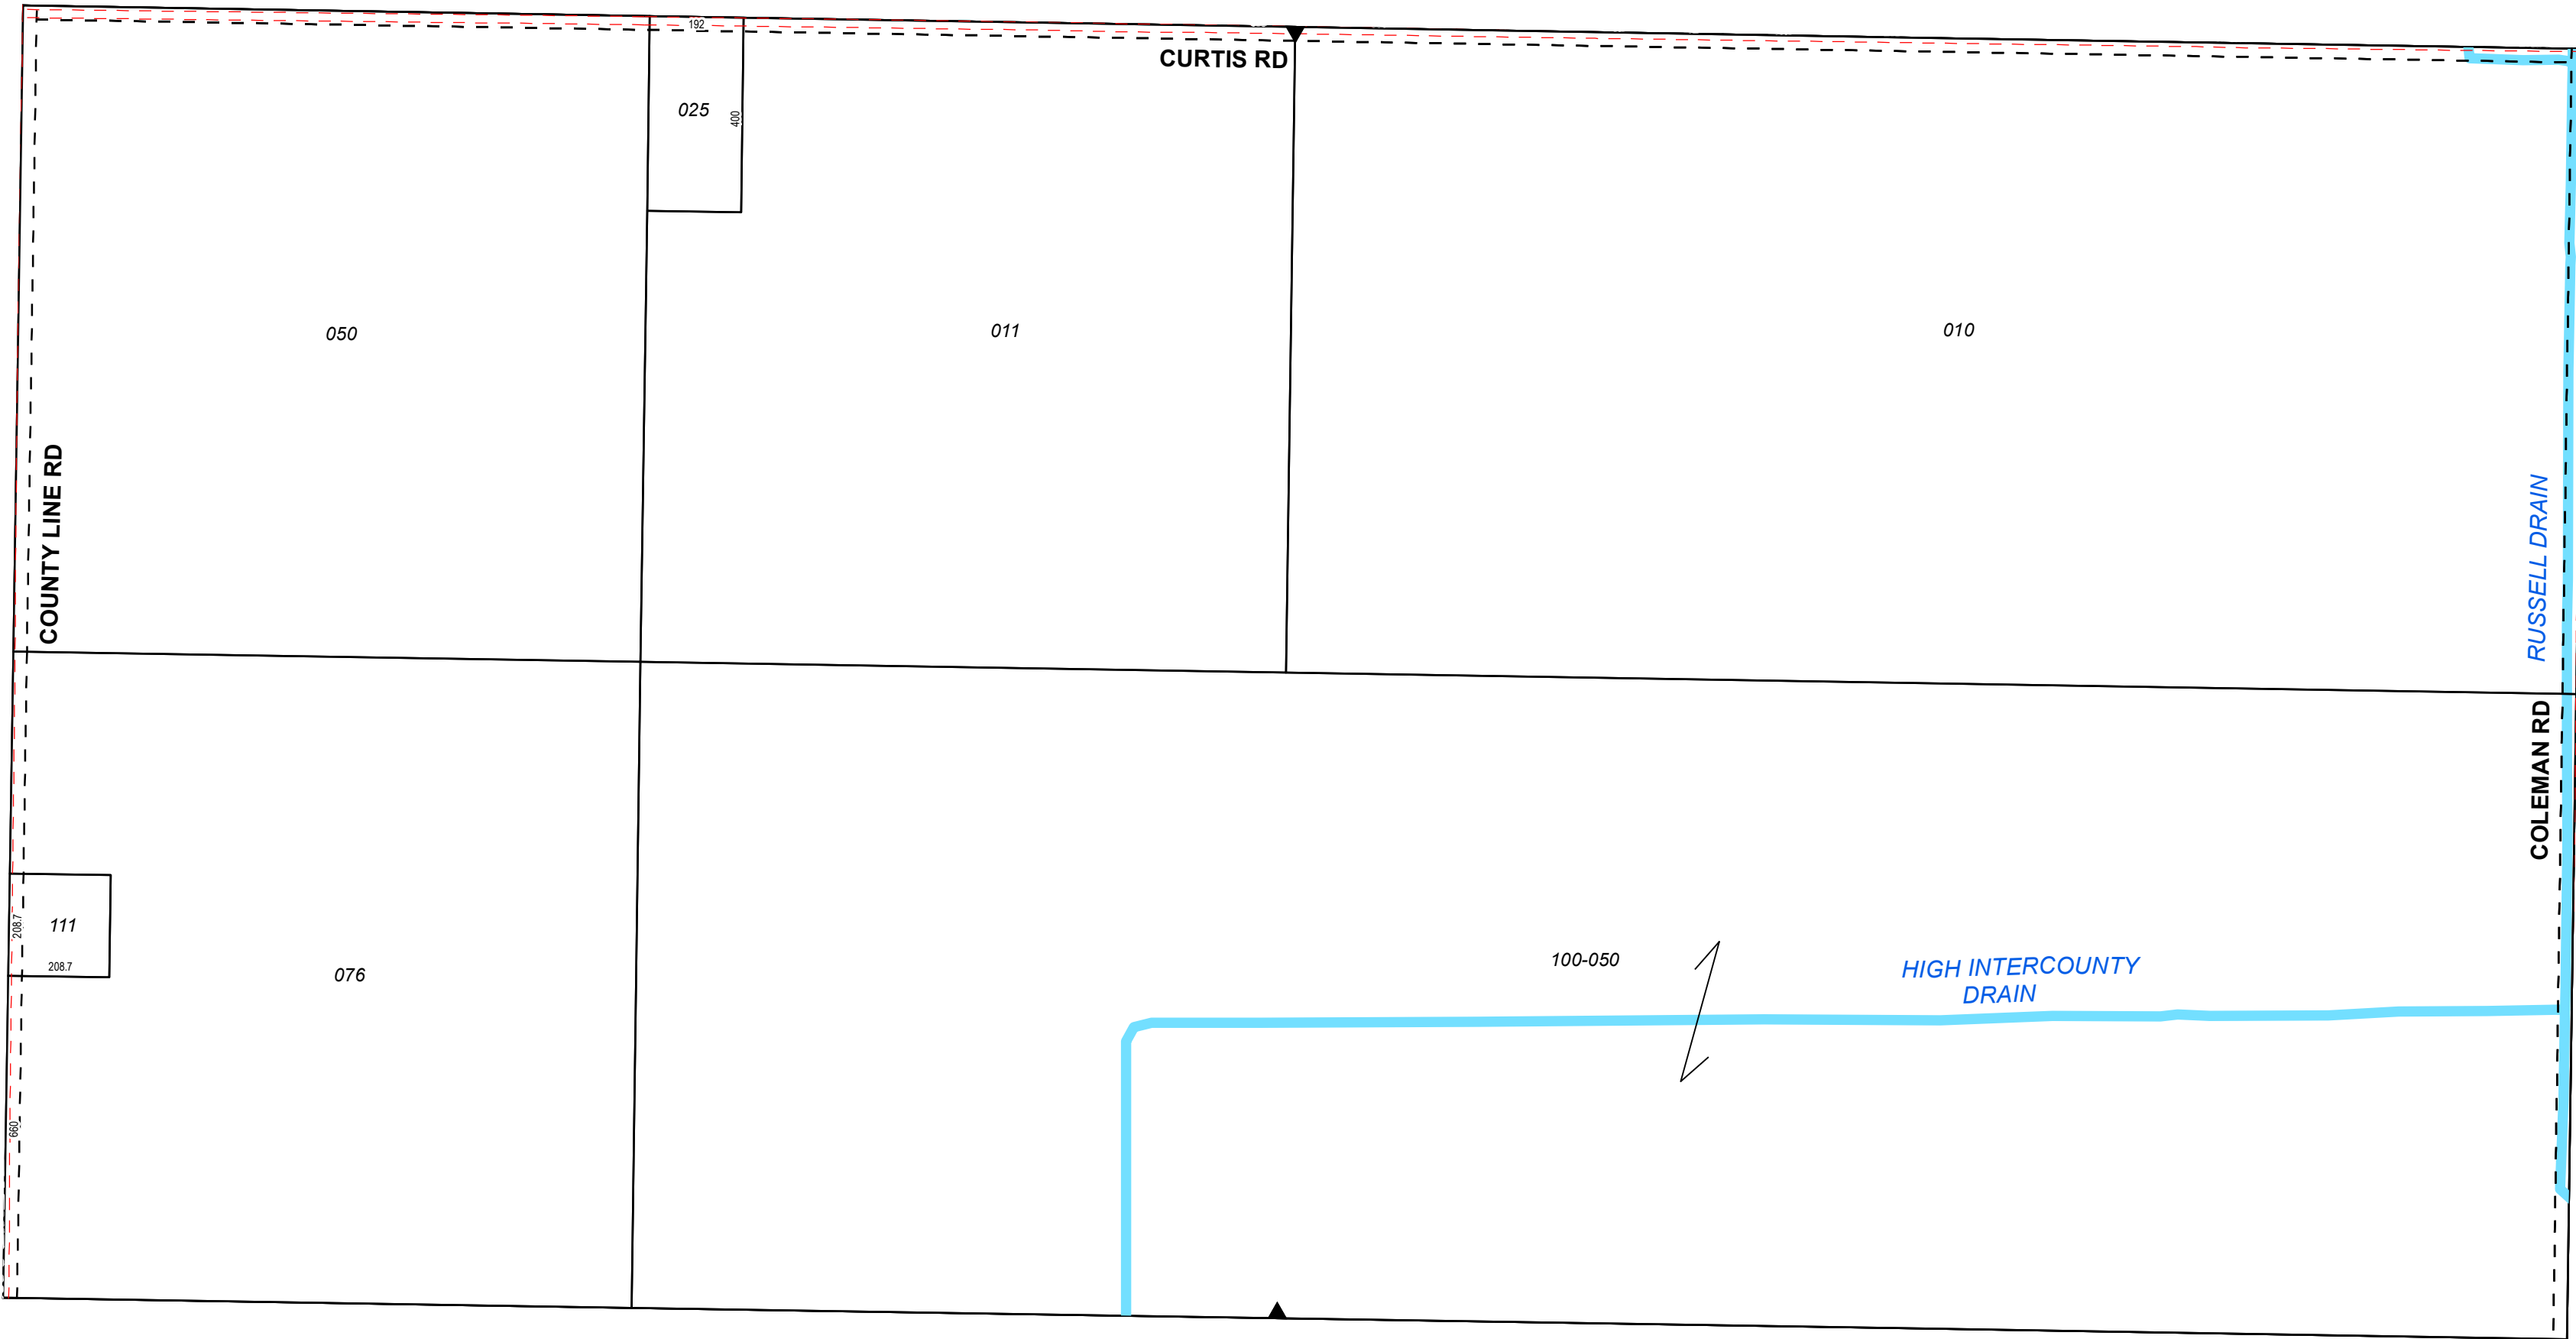 192
CURTIS RD
025
400
050
011
010
COUNTY LINE RD
RUSSELL DRAIN
COLEMAN RD
111
208.7
208.7
076
100-050
HIGH INTERCOUNTY
DRAIN
660